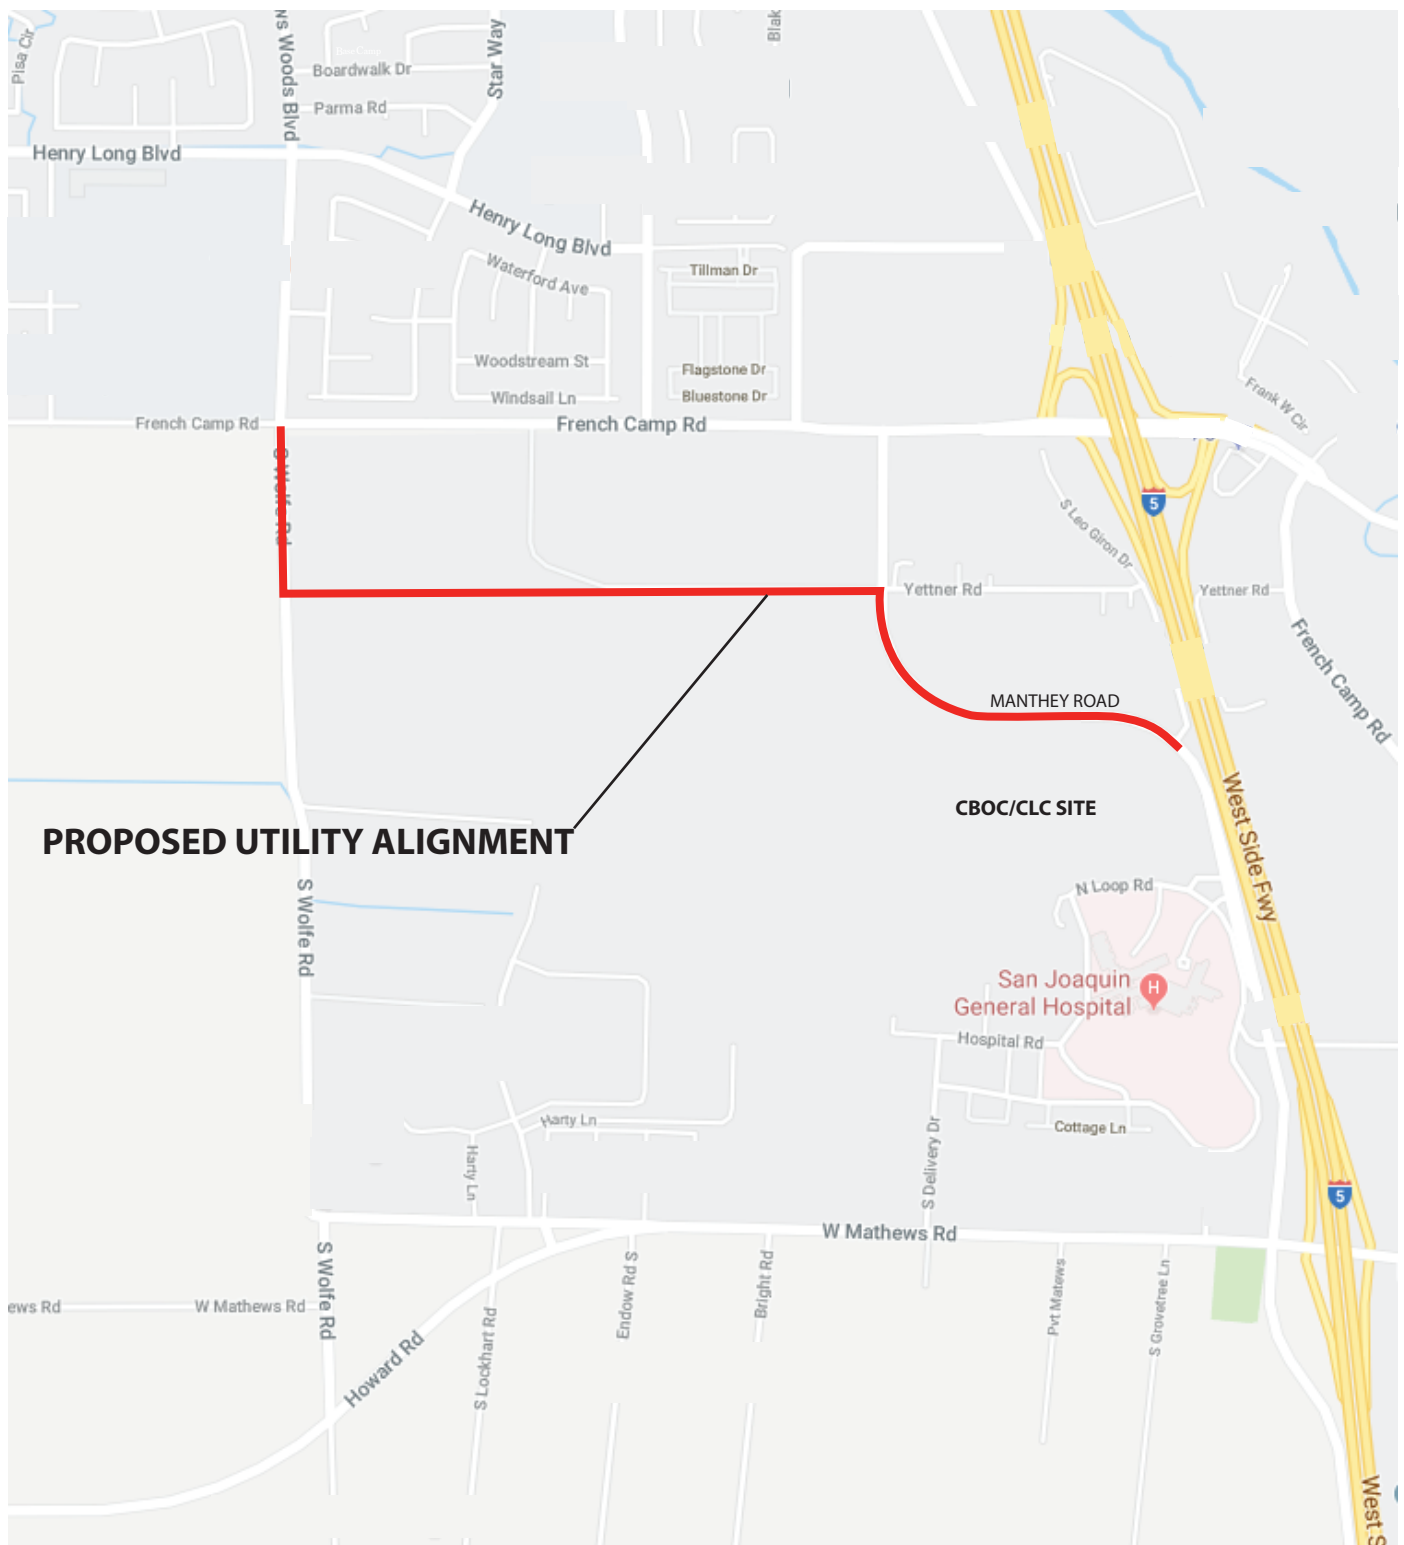 Pisa Cir
ws Woods Blvd
Boardwalk Dr
Star Way
Blak
Parma Rd
Henry Long Blvd
Henry Long Blvd
Waterford Ave
Tillman Dr
Woodstream St
Flagstone Dr
Windsail Ln
Bluestone Dr
Frank W Cir
French Camp Rd
French Camp Rd
S Wolfe Rd
5
S Leo Giron Dr
Yettner Rd
Yettner Rd
French Camp Rd
MANTHEY ROAD
CBOC/CLC SITE
West Side Fwy
PROPOSED UTILITY ALIGNMENT
S Wolfe Rd
N Loop Rd
San Joaquin
General Hospital
H
Hospital Rd
Harty Ln
Cottage Ln
Harty Ln
S Delivery Dr
5
W Mathews Rd
S Wolfe Rd
Endow Rd S
Bright Rd
Pvt Matews
S Grovetree Ln
ews Rd
W Mathews Rd
S Lockhart Rd
Howard Rd
West S